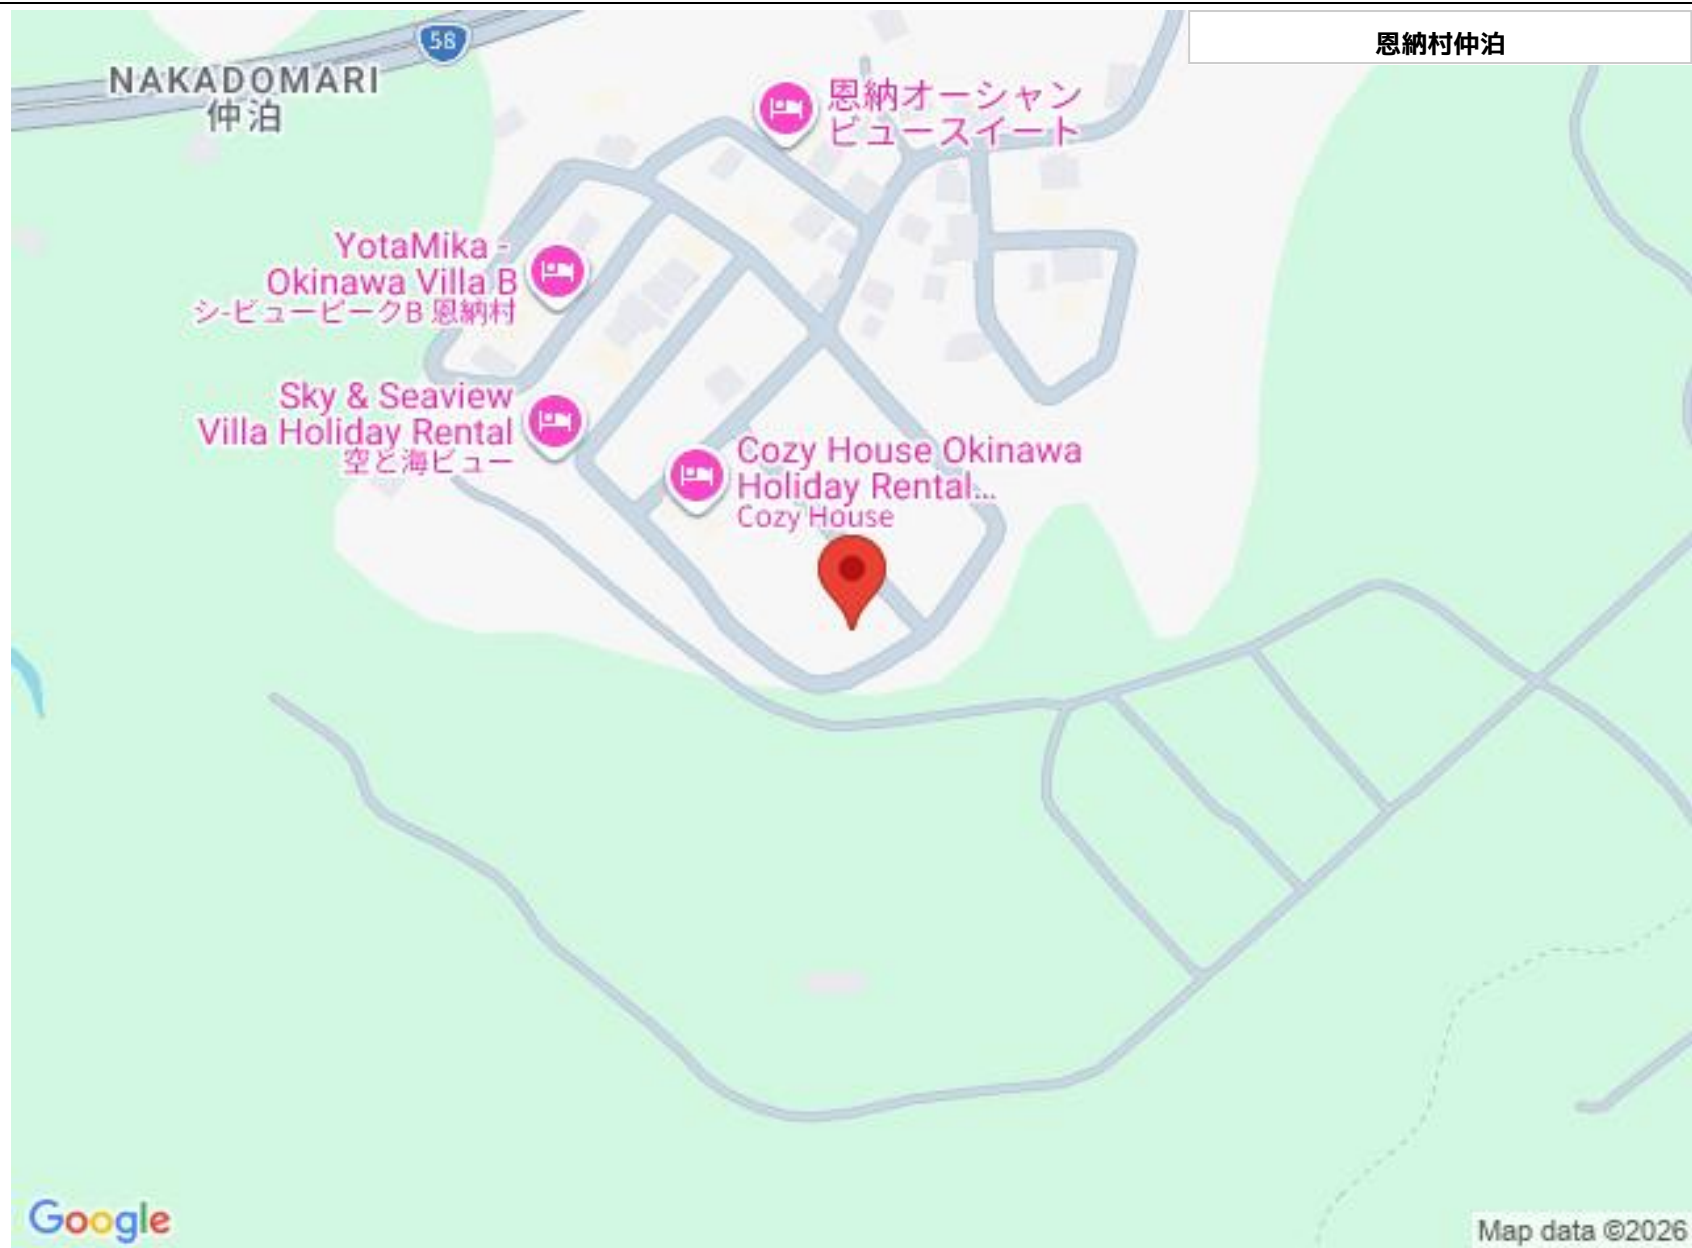 58
恩納村仲泊
NAKADOMARI
仲泊
恩納オーシャン
ビュースイート
YotaMika -
Okinawa Villa B
シ-ビューピークB 恩納村
Sky & Seaview
Villa Holiday Rental
空と海ビュー
Cozy House Okinawa
Holiday Rental...
Cozy House
Google
Map data ©2026